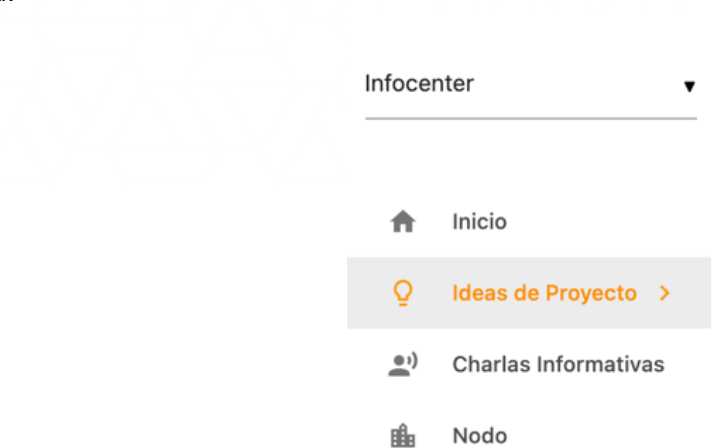 Infocenter
Inicio
Ideas de Proyecto
Charlas Informativas
Nodo